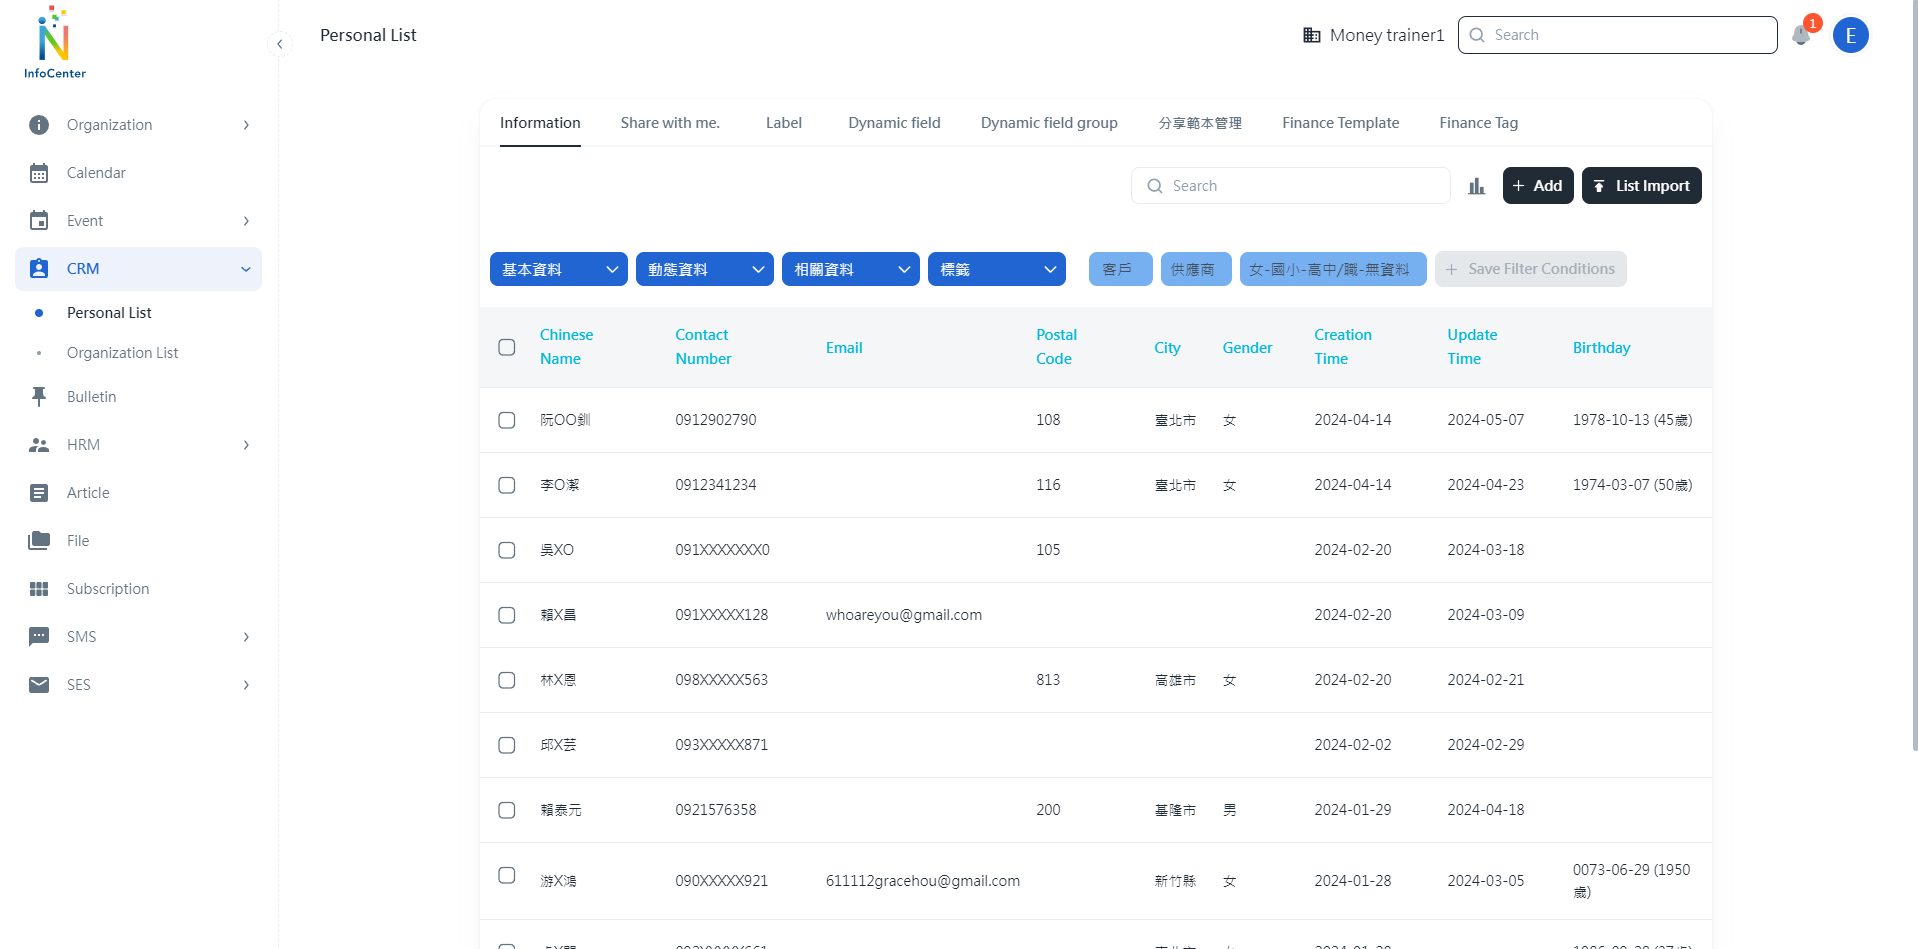 InfoCenter
Personal List
Money trainer1
Search
1
E
Organization
Calendar
Event
CRM
Personal List
Organization List
Bulletin
HRM
Article
File
Subscription
SMS
SES
Information
Share with me.
Label
Dynamic field
Dynamic field group
分享範本管理
Finance Template
Finance Tag
Search
Add
List Import
基本資料
動態資料
相關資料
標籤
客戶
供應商
女-國小-高中/職-無資料
Save Filter Conditions
Chinese Name
Contact Number
Email
Postal Code
City
Gender
Creation Time
Update Time
Birthday
阮OO釧 0912902790 108 臺北市 女 2024-04-14 2024-05-07 1978-10-13 (45歲)
李O潔 0912341234 116 臺北市 女 2024-04-14 2024-04-23 1974-03-07 (50歲)
吳XO 091XXXXXXX0 105 2024-02-20 2024-03-18
賴X昌 091XXXXX128 whoareyou@gmail.com 2024-02-20 2024-03-09
林X恩 098XXXXX563 813 高雄市 女 2024-02-20 2024-02-21
邱X芸 093XXXXX871 2024-02-02 2024-02-29
賴泰元 0921576358 200 基隆市 男 2024-01-29 2024-04-18
游X鴻 090XXXXX921 611112gracehou@gmail.com 新竹縣 女 2024-01-28 2024-03-05 0073-06-29 (1950歲)